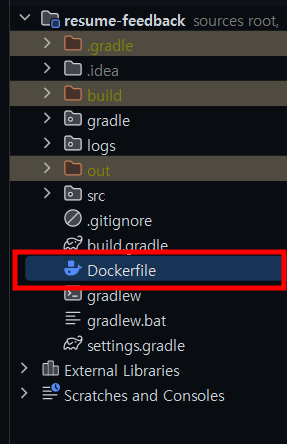 resume-feedback sources root,
.gradle
.idea
build
gradle
logs
out
src
.gitignore
build.gradle
Dockerfile
gradlew
gradlew.bat
settings.gradle
External Libraries
Scratches and Consoles